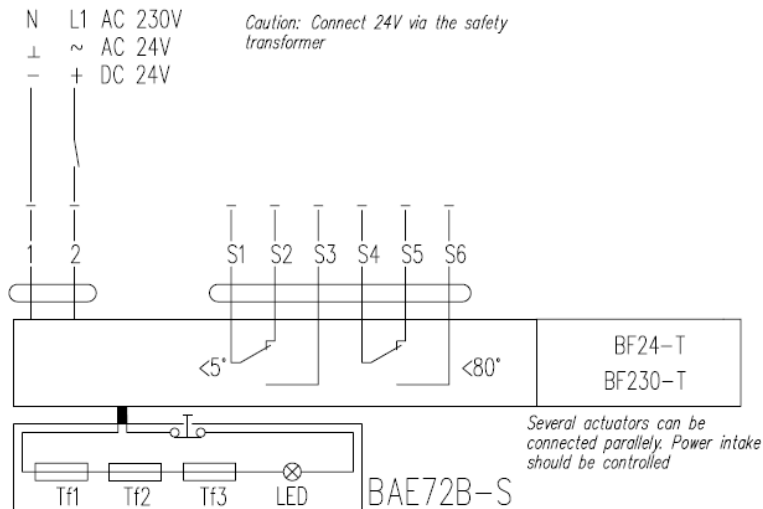 N L1 AC 230V
⊥ ~ AC 24V
− + DC 24V
Caution: Connect 24V via the safety
transformer
1 2 S1 S2 S3 S4 S5 S6
<5° <80°
BF24-T
BF230-T
Several actuators can be
connected parallely. Power intake
should be controlled
Tf1 Tf2 Tf3 LED BAE72B-S